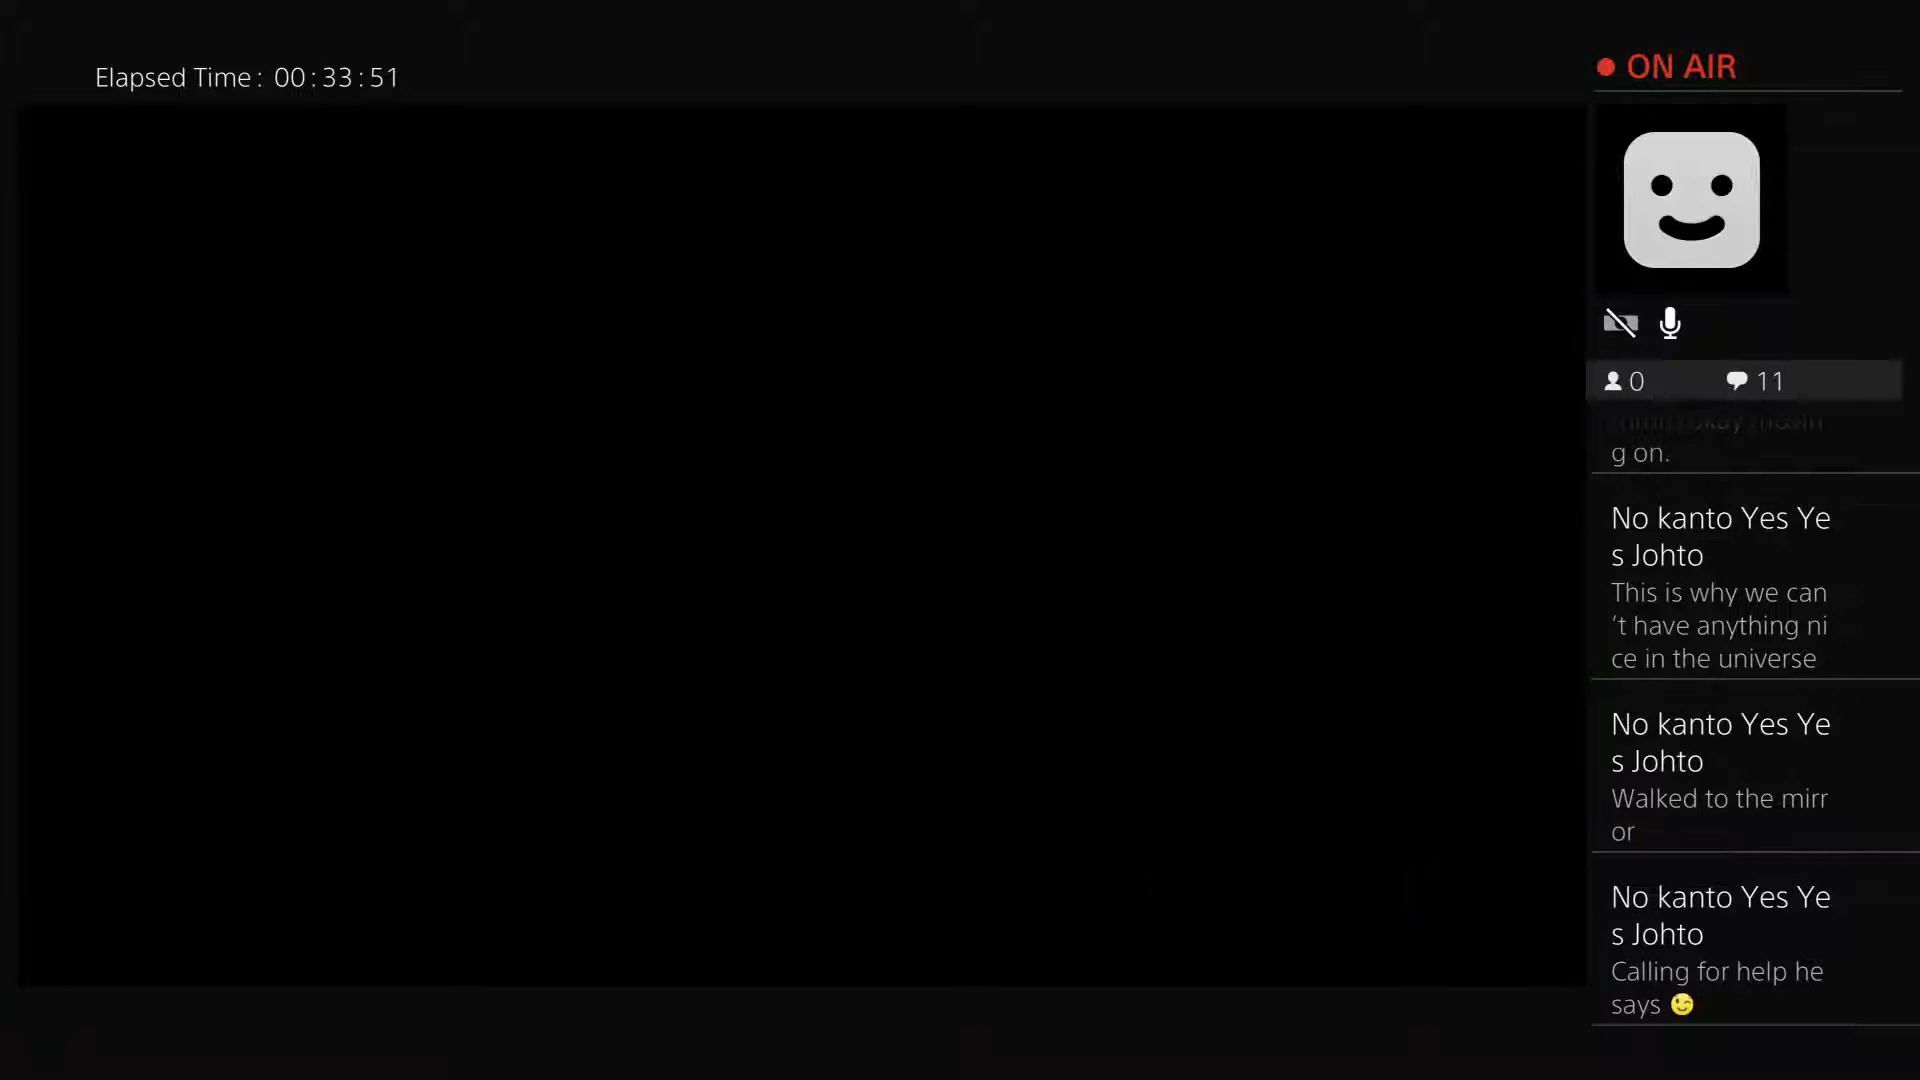 Elapsed Time: 00:33:51
ON AIR
0 11
g on.
No kanto Yes Ye
s Johto
This is why we can
‘t have anything ni
ce in the universe
No kanto Yes Ye
s Johto
Walked to the mirr
or
No kanto Yes Ye
s Johto
Calling for help he
says 😉